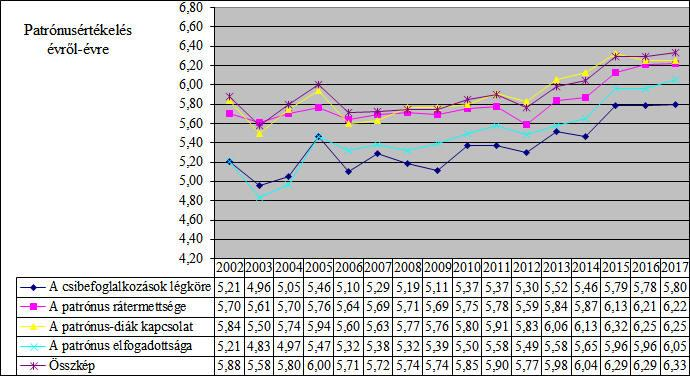 Patrónusértékelés
évről-évre
6,80
6,60
6,40
6,20
6,00
5,80
5,60
5,40
5,20
5,00
4,80
4,60
4,40
4,20
2002 2003 2004 2005 2006 2007 2008 2009 2010 2011 2012 2013 2014 2015 2016 2017
A csibefoglalkozások légköre 5,21 4,96 5,05 5,46 5,10 5,29 5,19 5,11 5,37 5,37 5,30 5,52 5,46 5,79 5,78 5,80
A patrónus rátermettsége 5,70 5,61 5,70 5,76 5,64 5,69 5,71 5,69 5,75 5,78 5,59 5,84 5,87 6,13 6,21 6,22
A patrónus-diák kapcsolat 5,84 5,50 5,74 5,94 5,60 5,63 5,77 5,76 5,80 5,91 5,83 6,06 6,13 6,32 6,25 6,25
A patrónus elfogadottsága 5,21 4,83 4,97 5,47 5,32 5,38 5,32 5,39 5,50 5,58 5,49 5,58 5,65 5,96 5,96 6,05
Összkép 5,88 5,58 5,80 6,00 5,71 5,72 5,74 5,74 5,85 5,90 5,77 5,98 6,04 6,29 6,29 6,33